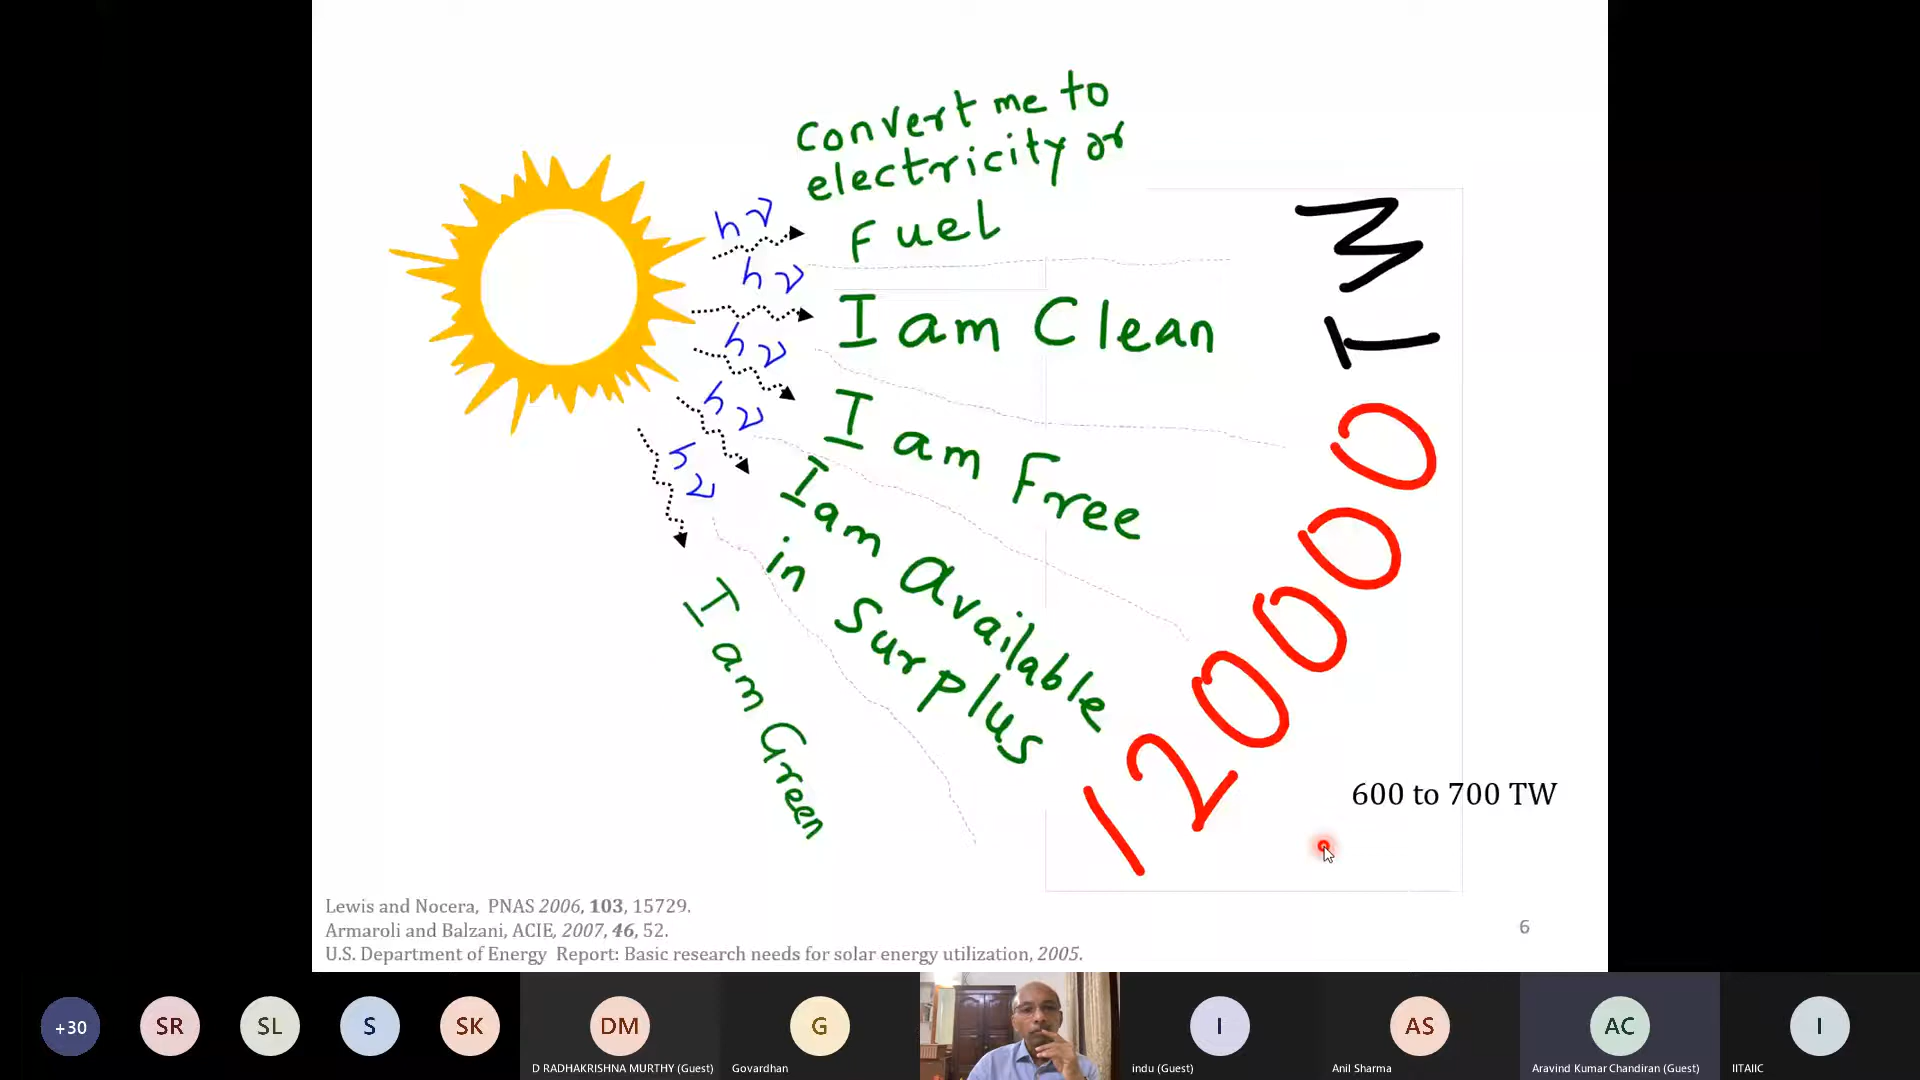 Convert me to
electricity or
Fuel
hν
hν
hν
hν
hν
I am Clean
I am Free
I am Available
in Surplus
I am Green
120000 TW
600 to 700 TW
Lewis and Nocera, PNAS 2006, 103, 15729.
Armaroli and Balzani, ACIE, 2007, 46, 52.
U.S. Department of Energy Report: Basic research needs for solar energy utilization, 2005.
6
+30
SR
SL
S
SK
DM
D RADHAKRISHNA MURTHY (Guest)
G
Govardhan
I
indu (Guest)
AS
Anil Sharma
AC
Aravind Kumar Chandiran (Guest)
I
IITAIIC